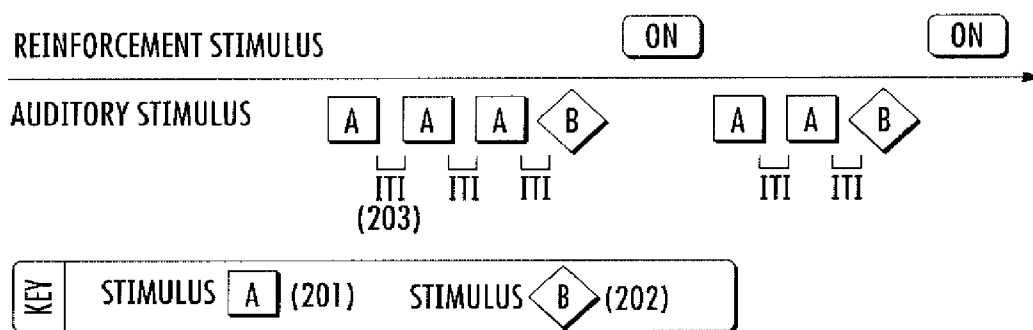 REINFORCEMENT STIMULUS ON ON
AUDITORY STIMULUS A A A B A A B
ITI ITI ITI ITI ITI
(203)
KEY STIMULUS A (201) STIMULUS B (202)